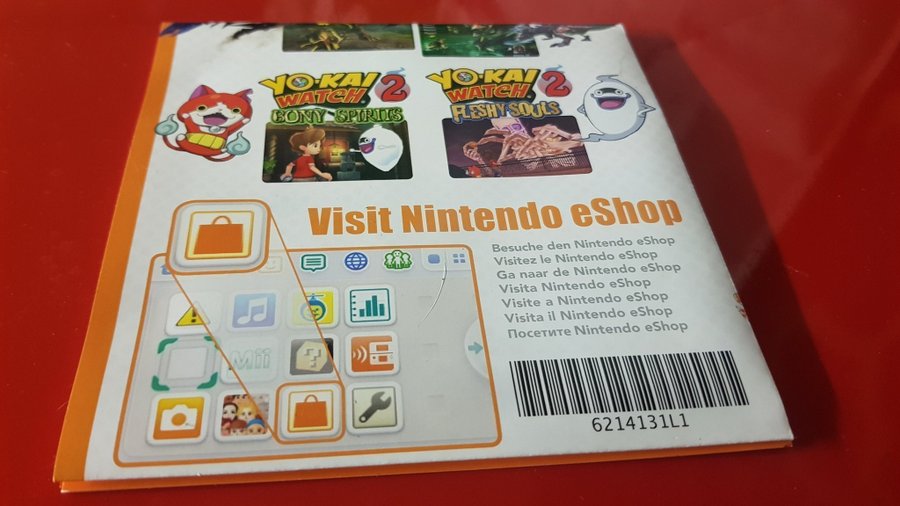 YO-KAI WATCH 2
BONY SPIRITS
YO-KAI WATCH 2
FLESHY SOULS
Visit Nintendo eShop
Besuche den Nintendo eShop
Visitez le Nintendo eShop
Ga naar de Nintendo eShop
Visita Nintendo eShop
Visite a Nintendo eShop
Visita il Nintendo eShop
Посетите Nintendo eShop
Mii
6214131L1